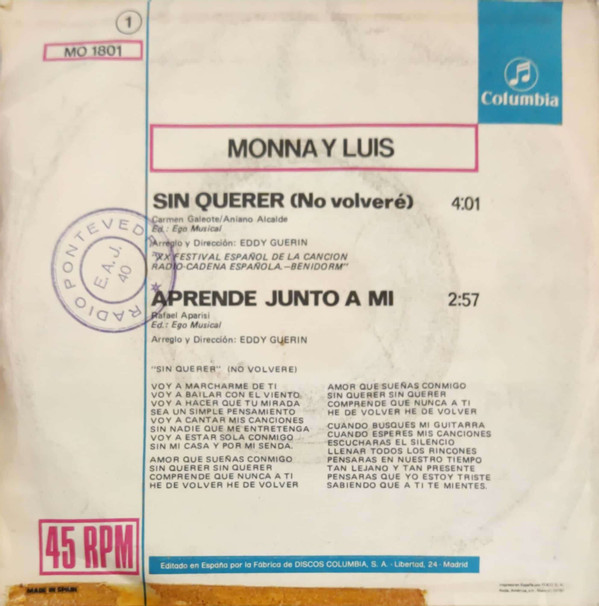 1
MO 1801
Columbia
MONNA Y LUIS
SIN QUERER (No volveré) 4:01
Carmen Galeote/Aniano Alcalde
Ed.: Ego Musical
Arreglo y Dirección: EDDY GUERIN
"XX FESTIVAL ESPAÑOL DE LA CANCION
RADIO-CADENA ESPAÑOLA.-BENIDORM"
RADIO PONTEVEDRA
E.A.J.
40
APRENDE JUNTO A MI 2:57
Rafael Aparisi
Ed.: Ego Musical
Arreglo y Dirección: EDDY GUERIN
"SIN QUERER" (NO VOLVERE)
VOY A MARCHARME DE TI
VOY A BAILAR CON EL VIENTO.
VOY A HACER QUE TU MIRADA
SEA UN SIMPLE PENSAMIENTO
VOY A CANTAR MIS CANCIONES
SIN NADIE QUE ME ENTRETENGA
VOY A ESTAR SOLA CONMIGO
SIN MI CASA Y POR MI SENDA.
AMOR QUE SUEÑAS CONMIGO
SIN QUERER SIN QUERER
COMPRENDE QUE NUNCA A TI
HE DE VOLVER HE DE VOLVER
AMOR QUE SUEÑAS CONMIGO
SIN QUERER SIN QUERER
COMPRENDE QUE NUNCA A TI
HE DE VOLVER HE DE VOLVER
CUANDO BUSQUES MI GUITARRA
CUANDO ESPERES MIS CANCIONES
ESCUCHARAS EL SILENCIO
LLENAR TODOS LOS RINCONES
PENSARAS EN NUESTRO TIEMPO
TAN LEJANO Y TAN PRESENTE
PENSARAS QUE YO ESTOY TRISTE
SABIENDO QUE A TI TE MIENTES.
45 RPM
Editado en España por la Fábrica de DISCOS COLUMBIA, S. A. - Libertad, 24 - Madrid
MADE IN SPAIN